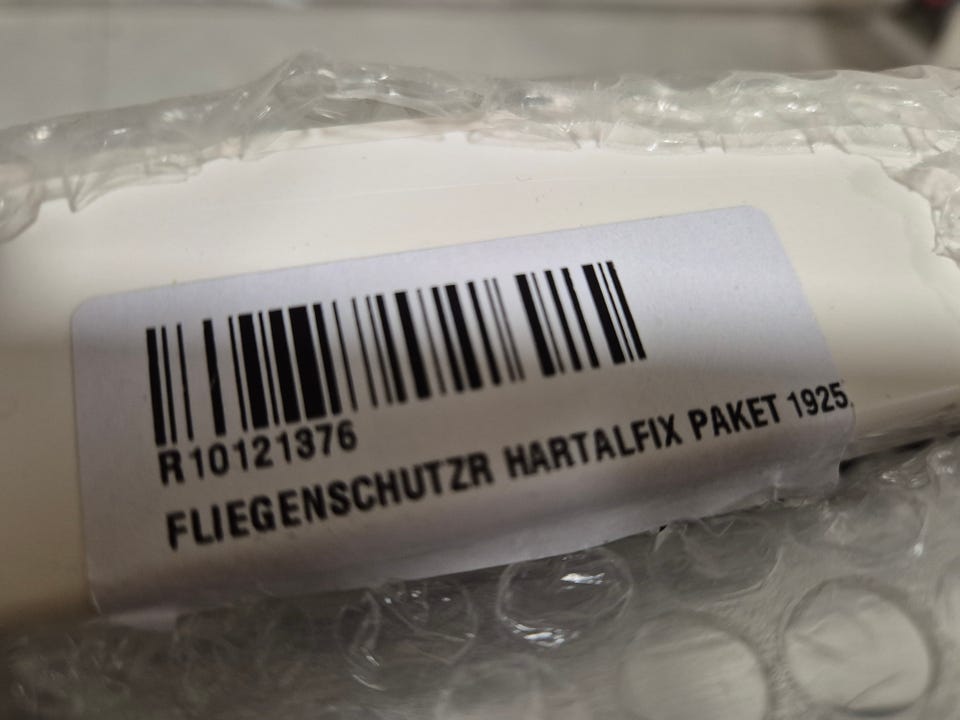 R10121376
FLIEGENSCHUTZR HARTALFIX PAKET 1925